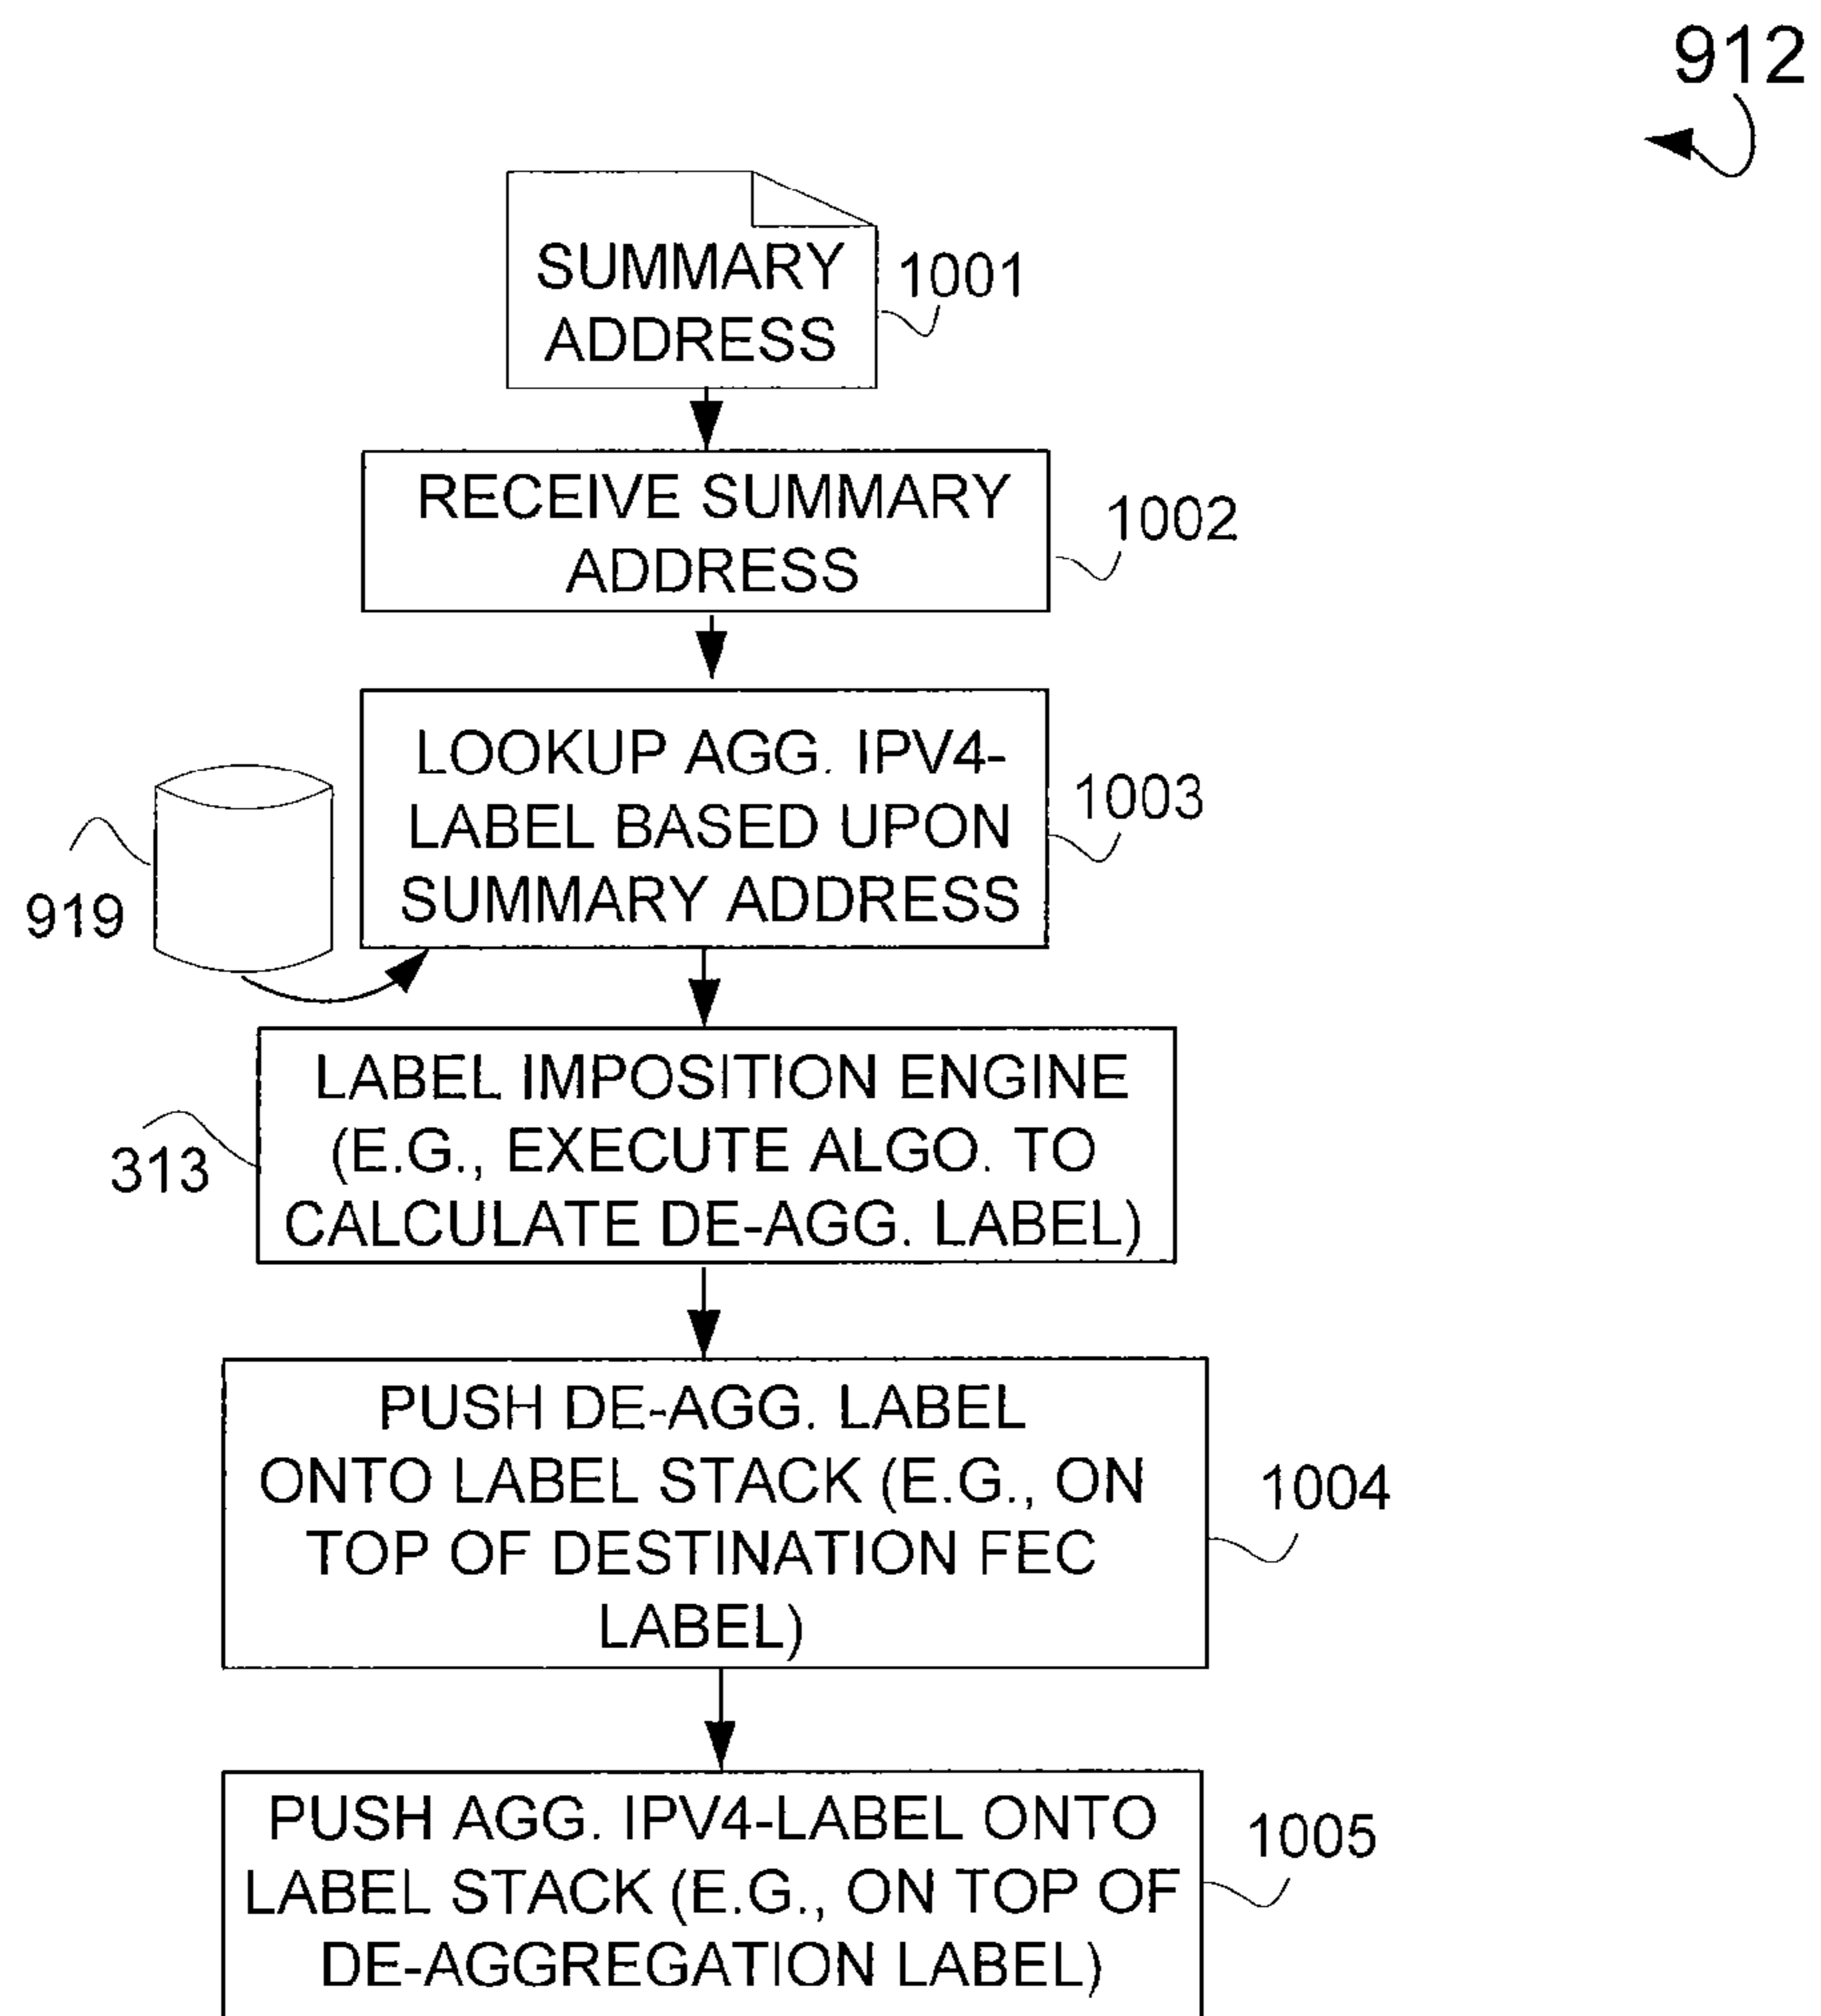 912
SUMMARY
ADDRESS
1001
RECEIVE SUMMARY
ADDRESS
1002
LOOKUP AGG. IPV4-
LABEL BASED UPON
SUMMARY ADDRESS
1003
919
LABEL IMPOSITION ENGINE
(E.G., EXECUTE ALGO. TO
CALCULATE DE-AGG. LABEL)
313
PUSH DE-AGG. LABEL
ONTO LABEL STACK (E.G., ON
TOP OF DESTINATION FEC
LABEL)
1004
PUSH AGG. IPV4-LABEL ONTO
LABEL STACK (E.G., ON TOP OF
DE-AGGREGATION LABEL)
1005